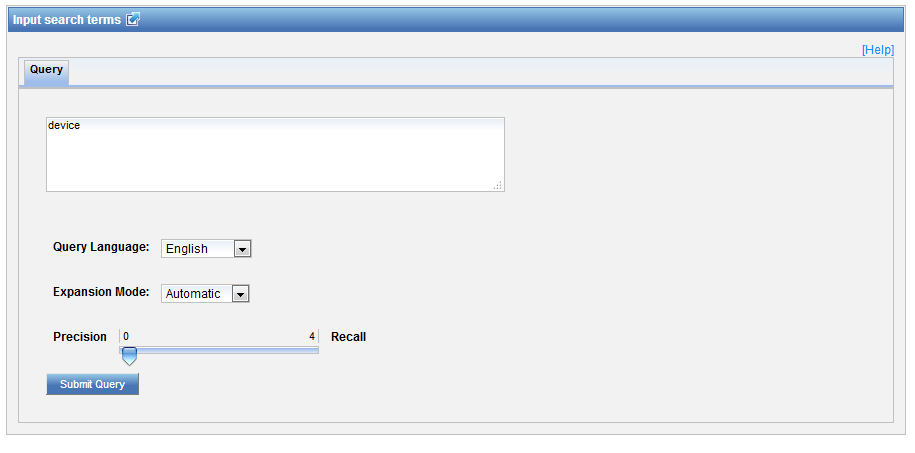 Input search terms
[Help]
Query
device
Query Language: English
Expansion Mode: Automatic
Precision 0 4 Recall
Submit Query